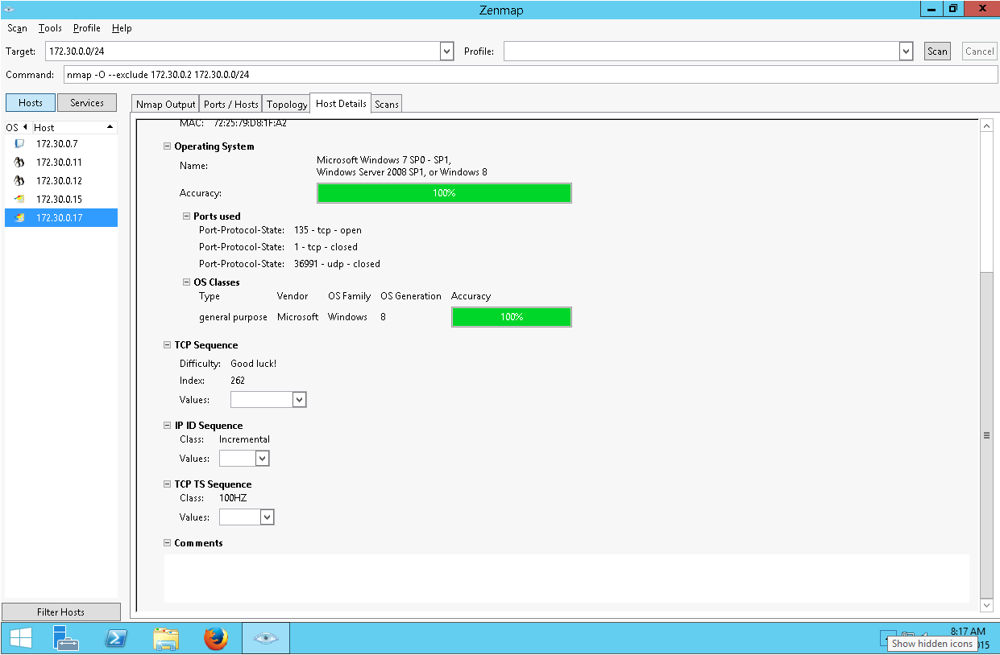 Zenmap
Scan Tools Profile Help
Target: 172.30.0.0/24 Profile: Scan Cancel
Command: nmap -O --exclude 172.30.0.2 172.30.0.0/24
Hosts Services
Nmap Output Ports / Hosts Topology Host Details Scans
OS Host
172.30.0.7
172.30.0.11
172.30.0.12
172.30.0.15
172.30.0.17
MAC: 72:25:79:D8:1F:A2
Operating System
Name: Microsoft Windows 7 SP0 - SP1,
Windows Server 2008 SP1, or Windows 8
Accuracy: 100%
Ports used
Port-Protocol-State: 135 - tcp - open
Port-Protocol-State: 1 - tcp - closed
Port-Protocol-State: 36991 - udp - closed
OS Classes
Type Vendor OS Family OS Generation Accuracy
general purpose Microsoft Windows 8 100%
TCP Sequence
Difficulty: Good luck!
Index: 262
Values:
IP ID Sequence
Class: Incremental
Values:
TCP TS Sequence
Class: 100HZ
Values:
Comments
Filter Hosts
8:17 AM
Show hidden icons 015